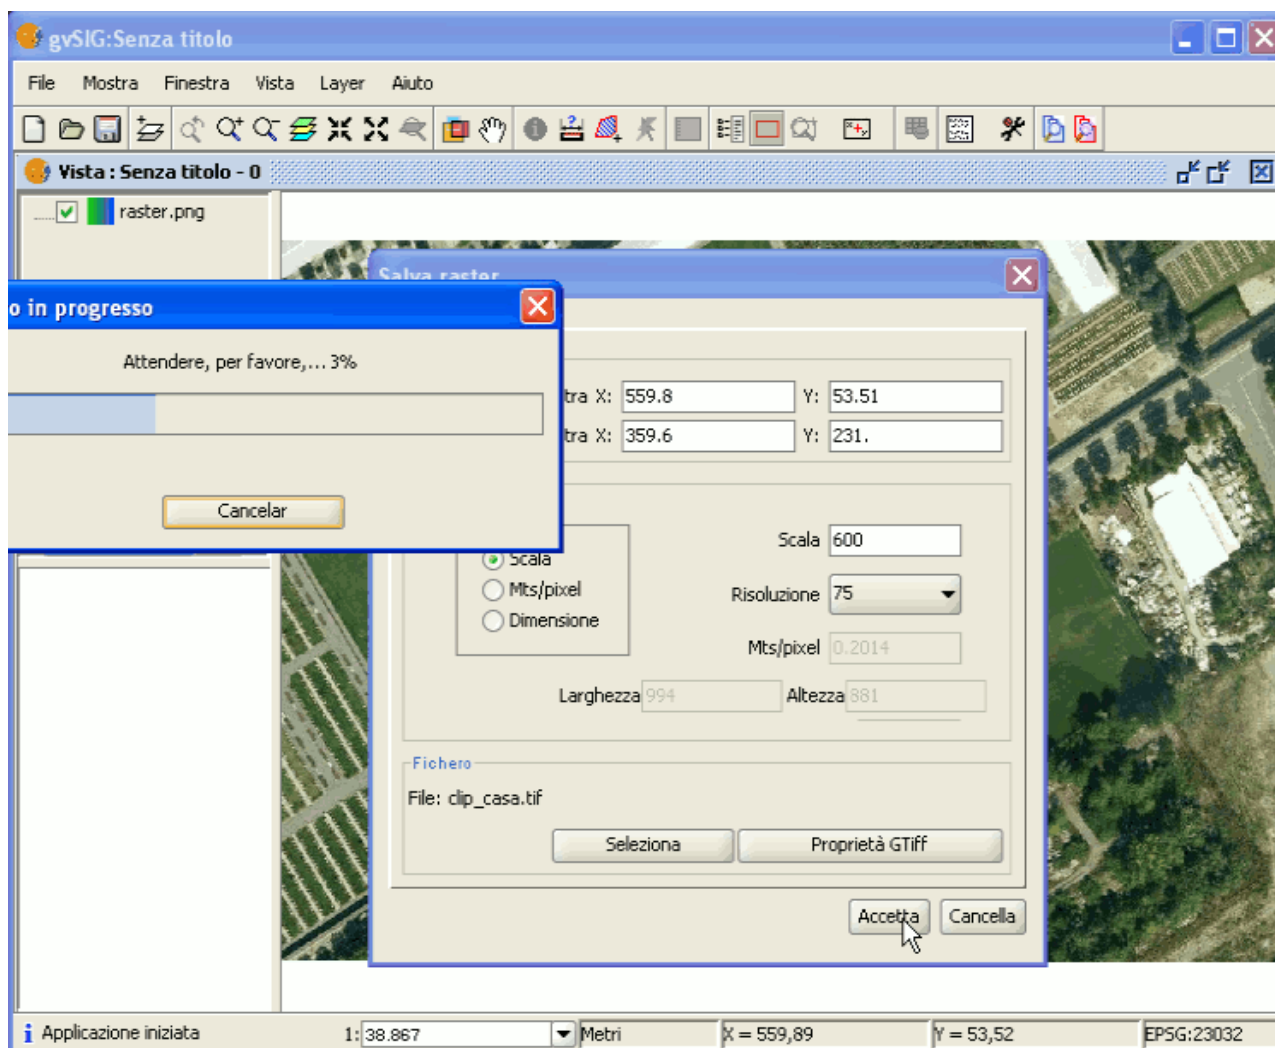 gvSIG:Senza titolo
File Mostra Finestra Vista Layer Aiuto
Vista : Senza titolo - 0
raster.png
Salva raster
o in progresso
Attendere, per favore,... 3%
Cancelar
tra X: 559.8 Y: 53.51
tra X: 359.6 Y: 231.
Scala
Mts/pixel
Dimensione
Scala 600
Risoluzione 75
Mts/pixel 0.2014
Larghezza 994 Altezza 881
Fichero
File: clip_casa.tif
Seleziona Proprietà GTiff
Accetta Cancella
Applicazione iniziata 1: 38.867 Metri X = 559,89 Y = 53,52 EPSG:23032